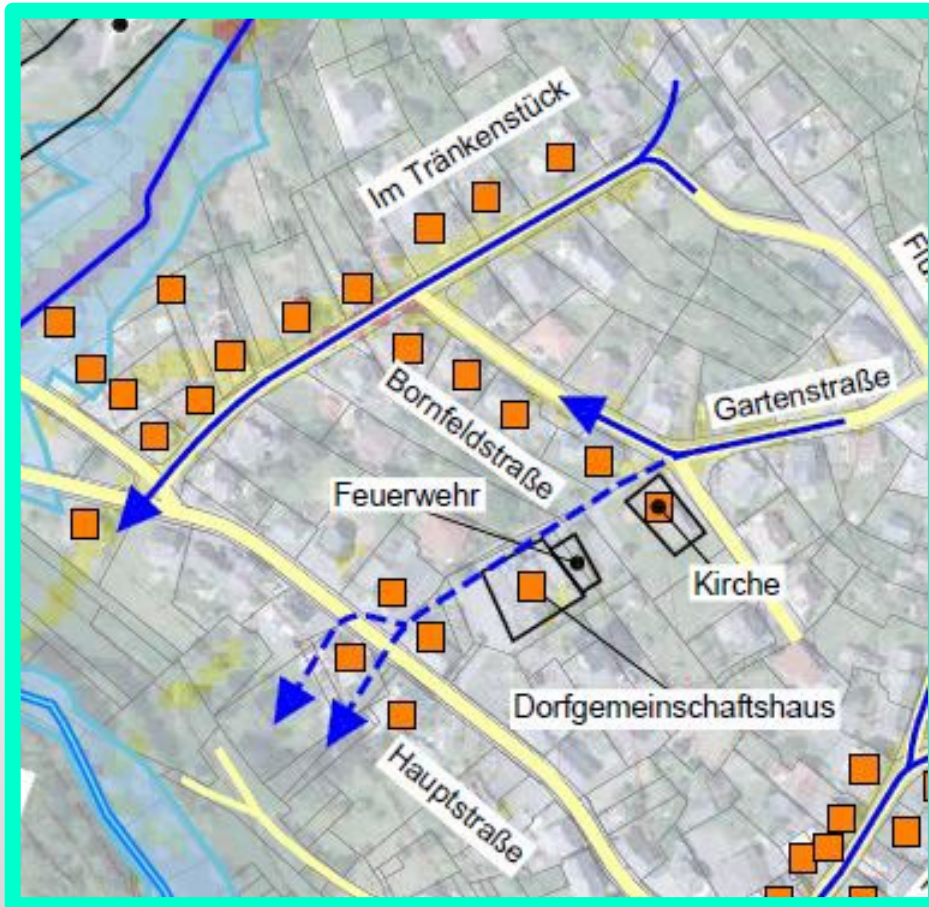 Im Tränkenstück
Gartenstraße
Bornfeldstraße
Feuerwehr
Kirche
Dorfgemeinschaftshaus
Hauptstraße